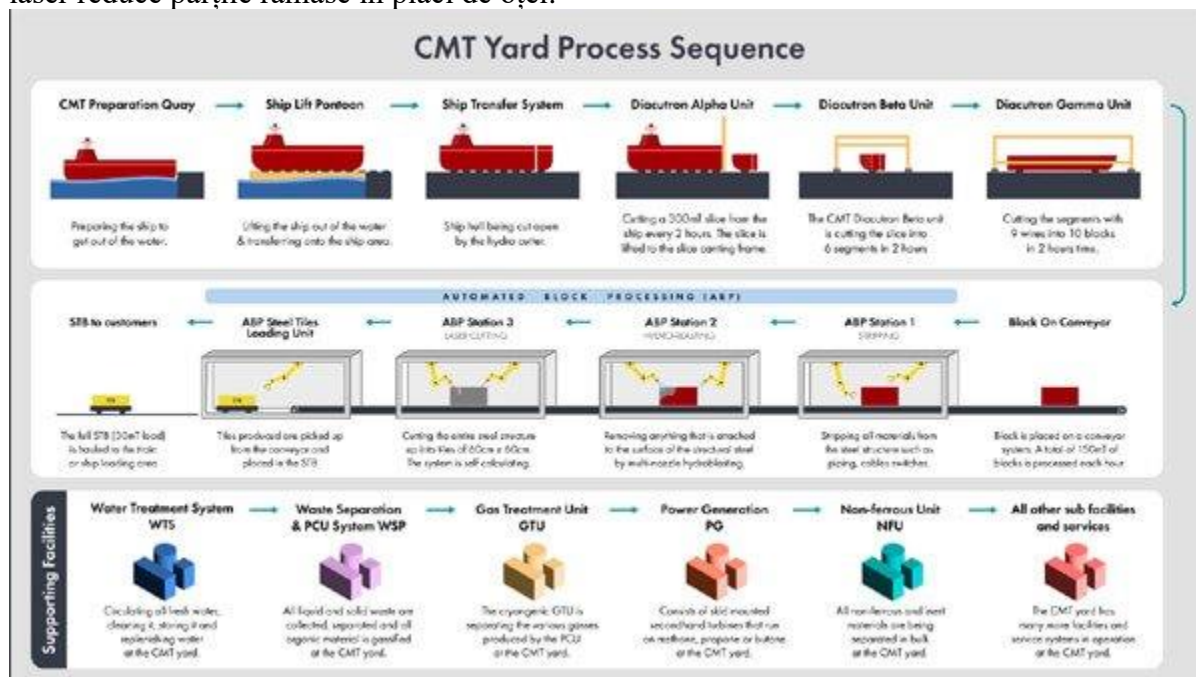 laser reduce părțile rămase în plăci de oțel.
CMT Yard Process Sequence
CMT Preparation Quay
Ship Lift Pontoon
Ship Transfer System
Diacutron Alpha Unit
Diacutron Beta Unit
Diacutron Gamma Unit
Preparing the ship to
get out of the water.
Lifting the ship out of the water
& transferring onto the ship area.
Ship hull being cut open
by the hydro cutter.
Cutting a 300mT slice from the
ship every 2 hours. The slice is
lifted to the slice canting frame.
The CMT Diacutron Beta unit
is cutting the slice into
6 segments in 2 hours
Cutting the segments with
9 wires into 10 blocks
in 2 hours time.
AUTOMATED BLOCK PROCESSING (ABP)
STB to customers
ABP Steel Tiles
Loading Unit
ABP Station 3
LASER CUTTING
ABP Station 2
HYDROBLASTING
ABP Station 1
STRIPPING
Block On Conveyor
The full STB (30mT load)
is hauled to the train
or ship loading area
Tiles produced are picked up
from the conveyor and
placed in the STB
Cutting the entire steel structure
up into tiles of 60cm x 60cm.
The system is self calculating.
Removing anything that is attached
to the surface of the structural steel
by multi-nozzle hydroblasting.
Stripping all materials from
the steel structure such as
piping, cables switches.
Block is placed on a conveyor
system. A total of 150mT of
blocks is processed each hour
Supporting Facilities
Water Treatment System
WTS
Waste Separation
& PCU System WSP
Gas Treatment Unit
GTU
Power Generation
PG
Non-ferrous Unit
NFU
All other sub facilities
and services
Circulating all fresh water,
cleaning it, storing it and
replenishing water
at the CMT yard.
All liquid and solid waste are
collected, separated and all
organic material is gassified
at the CMT yard.
The cryogenic GTU is
separating the various gasses
produced by the PCU
at the CMT yard.
Consists of skid mounted
secondhand turbines that run
on methane, propane or butane
at the CMT yard.
All non-ferrous and inert
materials are being
separated in bulk
at the CMT yard.
The CMT yard has
many more facilities and
service systems in operation
at the CMT yard.